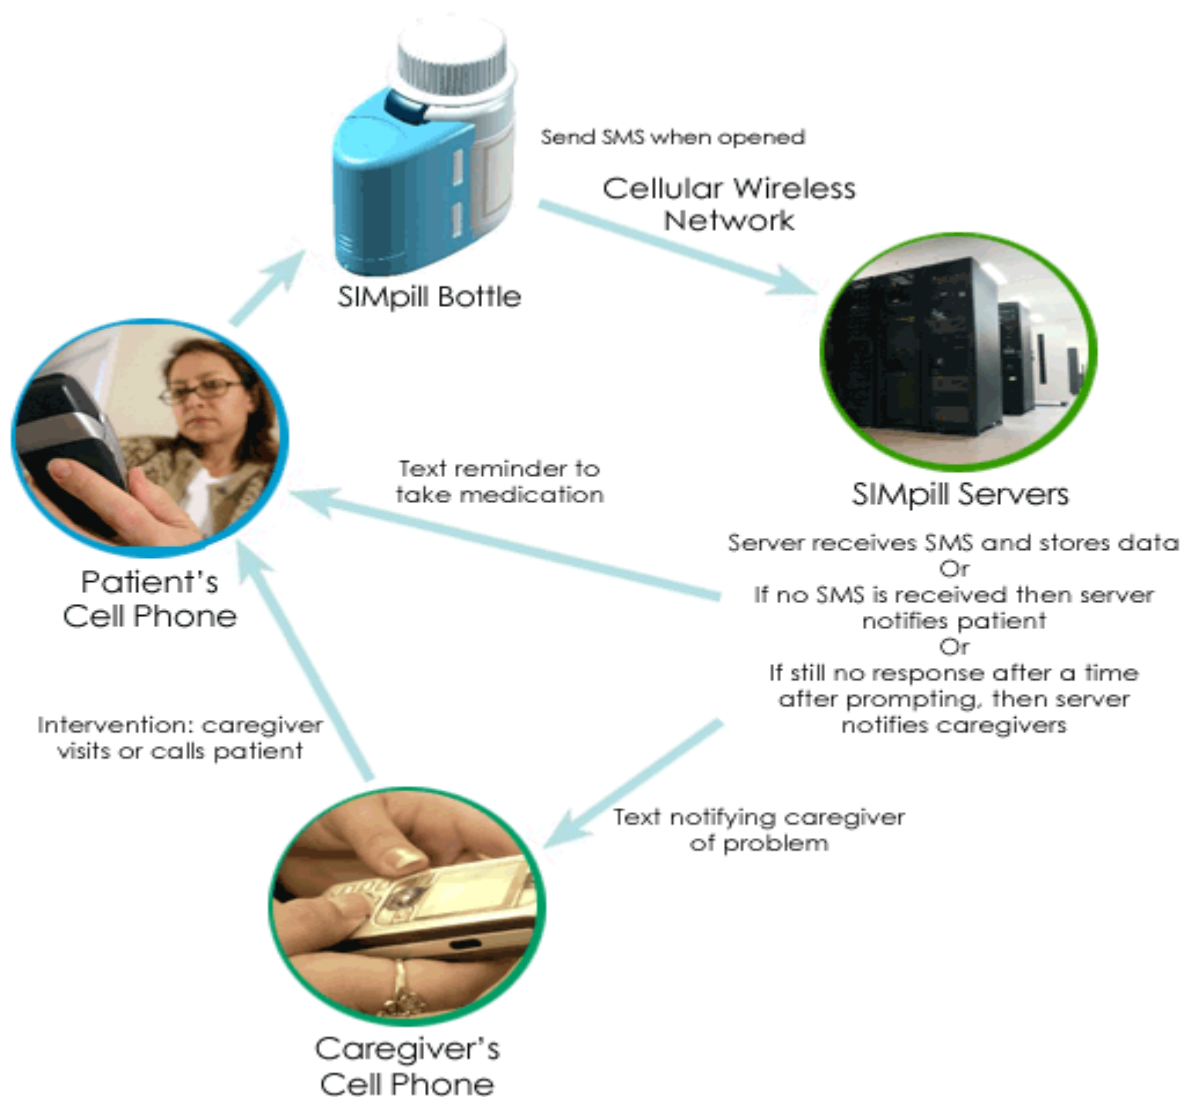 Send SMS when opened
Cellular Wireless
Network
SIMpill Bottle
SIMpill Servers
Server receives SMS and stores data
Or
If no SMS is received then server
notifies patient
Or
If still no response after a time
after prompting, then server
notifies caregivers
Text reminder to
take medication
Patient's
Cell Phone
Intervention: caregiver
visits or calls patient
Text notifying caregiver
of problem
Caregiver's
Cell Phone